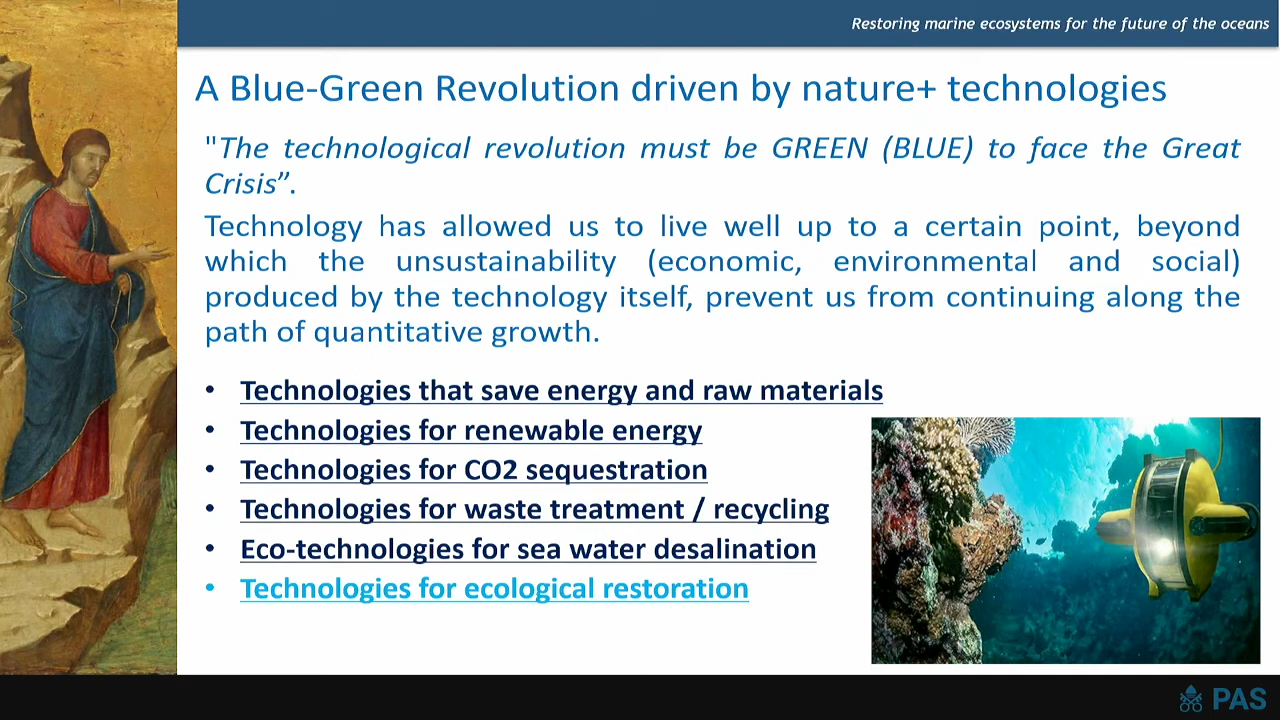 Restoring marine ecosystems for the future of the oceans
A Blue-Green Revolution driven by nature+ technologies
"The technological revolution must be GREEN (BLUE) to face the Great
Crisis”.
Technology has allowed us to live well up to a certain point, beyond
which the unsustainability (economic, environmental and social)
produced by the technology itself, prevent us from continuing along the
path of quantitative growth.
• Technologies that save energy and raw materials
• Technologies for renewable energy
• Technologies for CO2 sequestration
• Technologies for waste treatment / recycling
• Eco-technologies for sea water desalination
• Technologies for ecological restoration
PAS